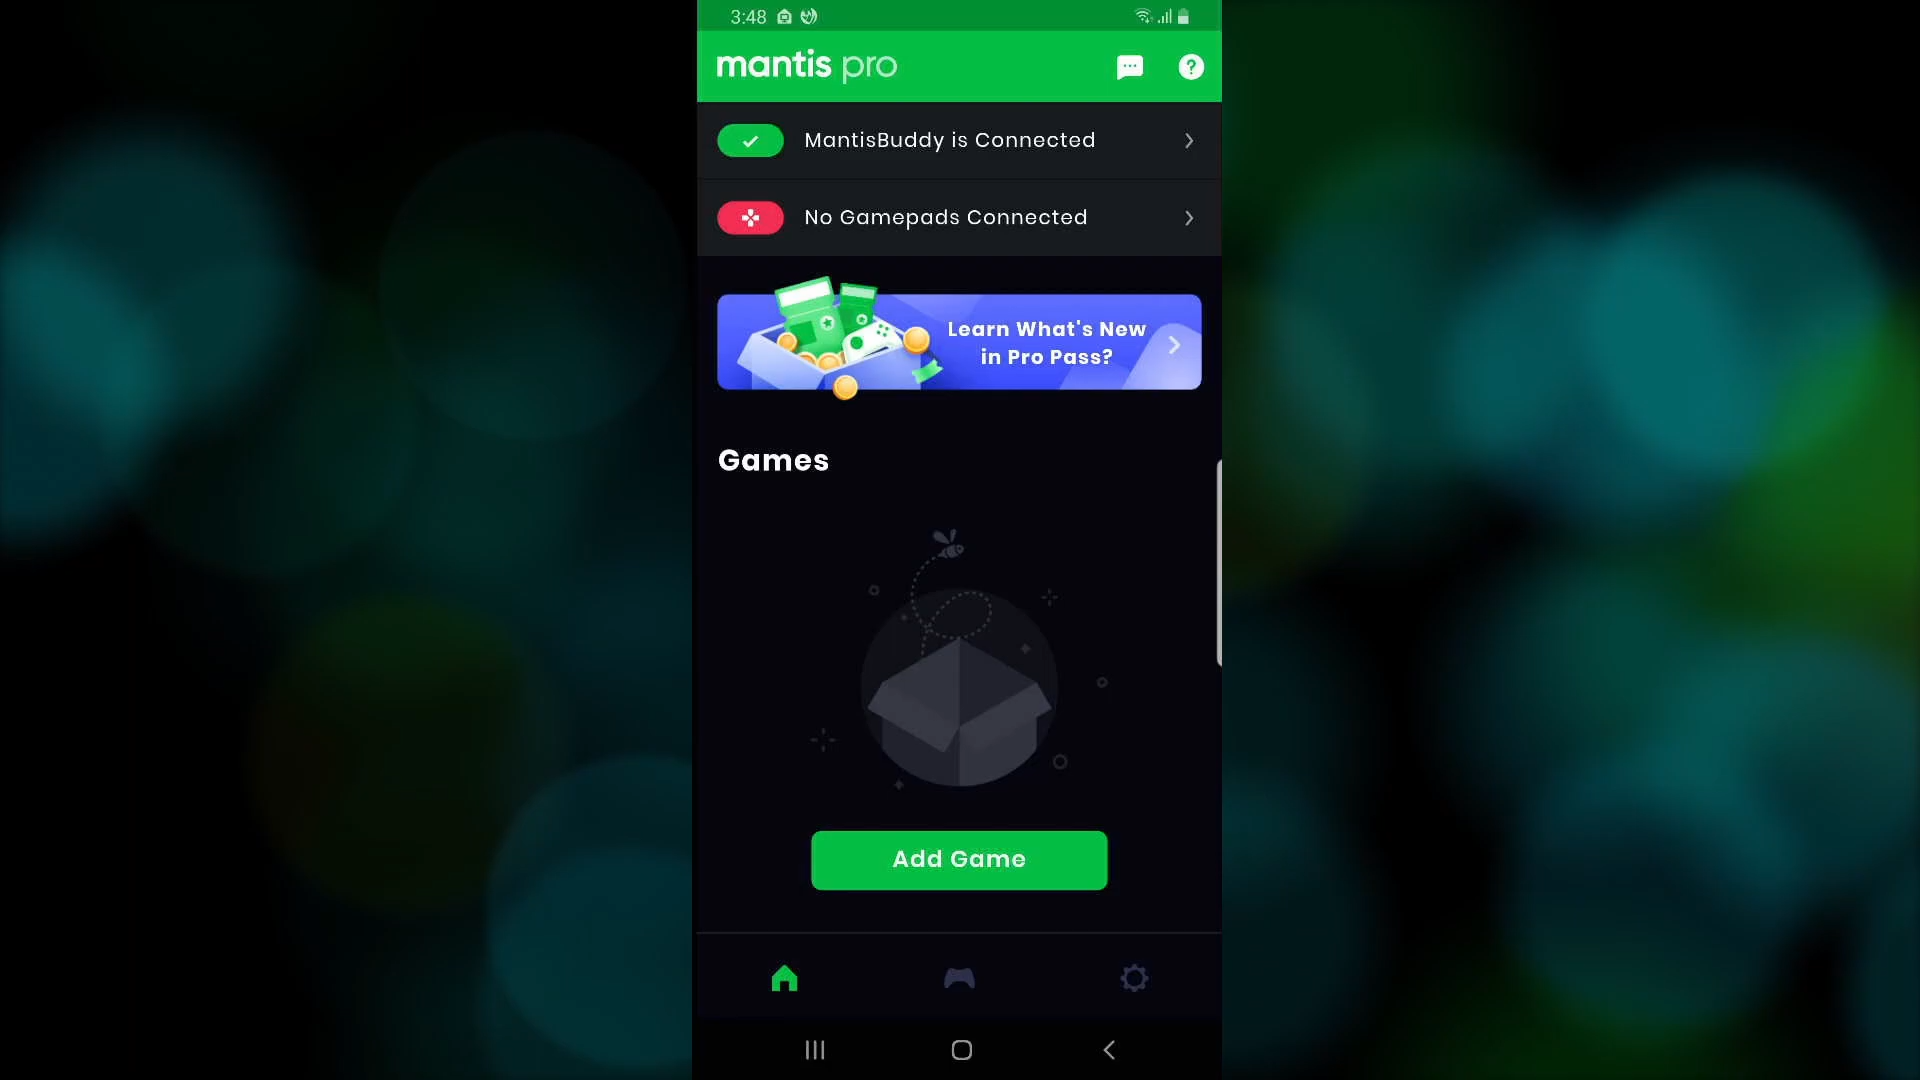 3:48
mantis pro
MantisBuddy is Connected
No Gamepads Connected
Learn What's New
in Pro Pass?
Games
Add Game